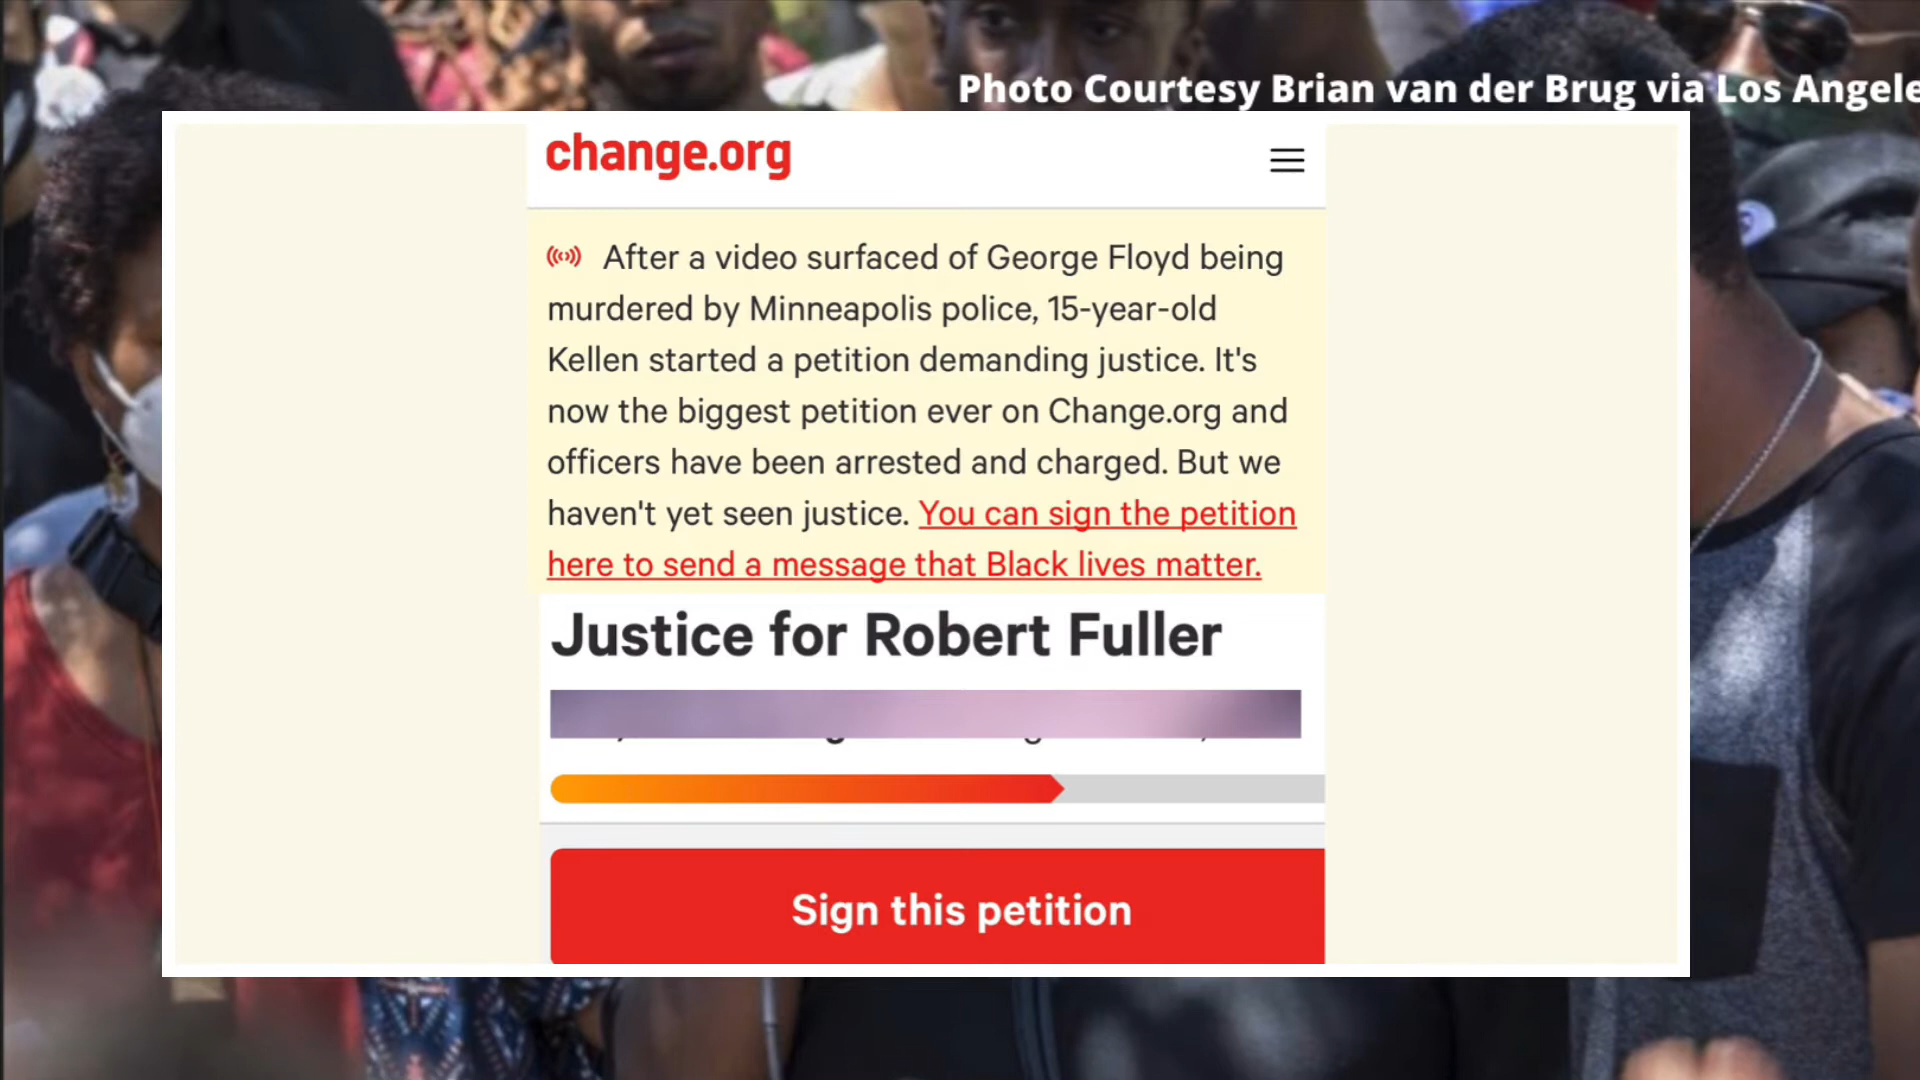 Photo Courtesy Brian van der Brug via Los Angele
change.org
After a video surfaced of George Floyd being
murdered by Minneapolis police, 15-year-old
Kellen started a petition demanding justice. It's
now the biggest petition ever on Change.org and
officers have been arrested and charged. But we
haven't yet seen justice. You can sign the petition
here to send a message that Black lives matter.
Justice for Robert Fuller
Sign this petition